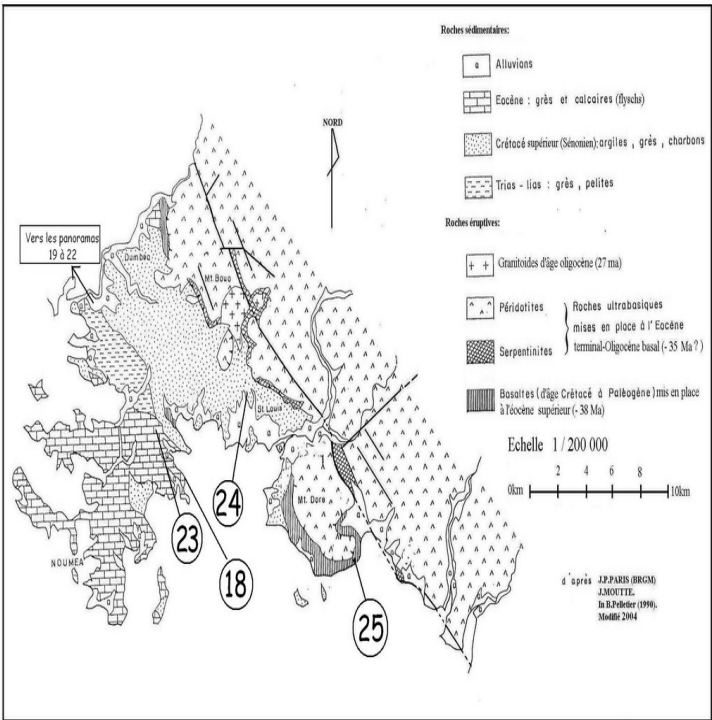 Roches sédimentaires:
Alluvions
Eocène : grès et calcaires (flyschs)
Crétacé supérieur (Sénonien); argiles , grès , charbons
Trias - lias : grès , pelites
Roches éruptives:
Granitoides d'âge oligocène (27 ma)
Péridotites
Serpentinites
Roches ultrabasiques
mises en place à l'Eocène
terminal-Oligocène basal (- 35 Ma ?)
Basaltes (d'âge Crétacé à Paléogène) mis en place
à l'éocène supérieur (- 38 Ma)
Echelle 1 / 200 000
0km 2 4 6 8 10km
d'après J.P.PARIS (BRGM)
J.MOUTTE.
In B.Pelletier (1990).
Modifié 2004
NORD
Vers les panoramas
19 à 22
Dumbéa
Mt. Bouo
St Louis
Mt. Dore
NOUMEA
23
18
24
25